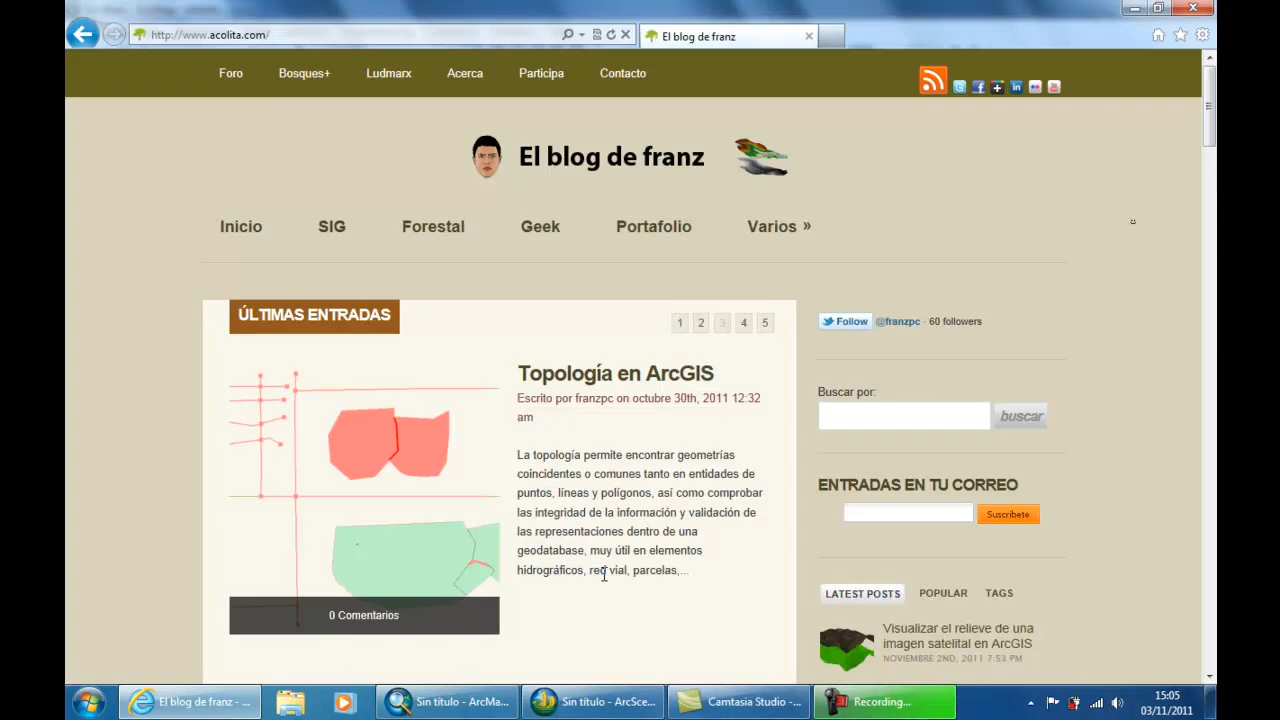 http://www.acolita.com/
El blog de franz
Foro Bosques+ Ludmarx Acerca Participa Contacto
El blog de franz
Inicio SIG Forestal Geek Portafolio Varios »
ÚLTIMAS ENTRADAS
1 2 3 4 5
Topología en ArcGIS
Escrito por franzpc on octubre 30th, 2011 12:32
am
La topología permite encontrar geometrías
coincidentes o comunes tanto en entidades de
puntos, líneas y polígonos, así como comprobar
las integridad de la información y validación de
las representaciones dentro de una
geodatabase, muy útil en elementos
hidrográficos, red vial, parcelas,...
0 Comentarios
Follow @franzpc · 60 followers
Buscar por:
buscar
ENTRADAS EN TU CORREO
Suscribete
LATEST POSTS POPULAR TAGS
Visualizar el relieve de una
imagen satelital en ArcGIS
NOVIEMBRE 2ND, 2011 7:53 PM
El blog de franz - ...
Sin título - ArcMa...
Sin título - ArcSce...
Camtasia Studio -...
Recording...
15:05
03/11/2011